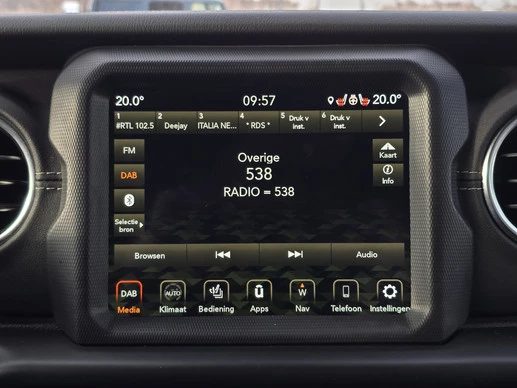 20.0° 09:57 20.0°
1 2 3 4 5 Druk v 6 Druk v
#RTL 102.5 Deejay ITALIA NE... * RDS * inst. inst.
FM
DAB
Selectie
bron
Overige
538
RADIO = 538
Kaart
Info
Browsen Audio
DAB AUTO û W
Media Klimaat Bediening Apps Nav Telefoon Instellingen